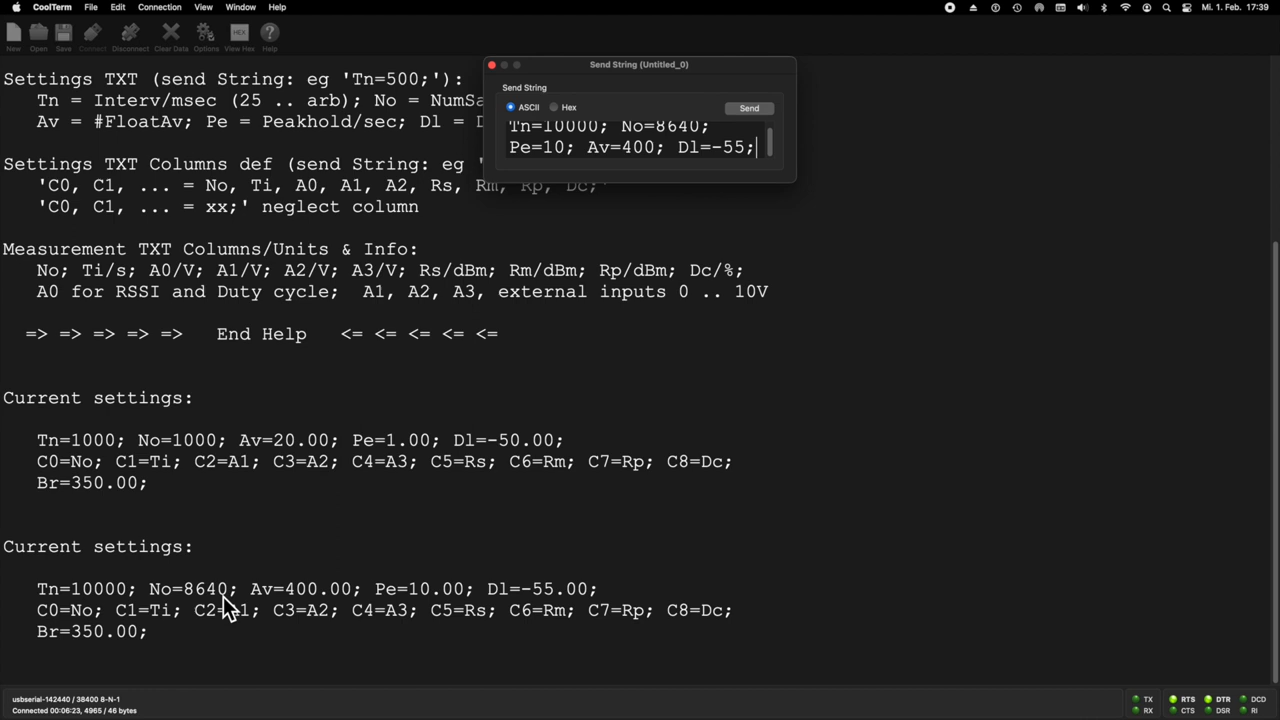 CoolTerm File Edit Connection View Window Help Mi. 1. Feb. 17:39
New Open Save Connect Disconnect Clear Data Options View Hex Help
HEX
Send String (Untitled_0)
Send String
ASCII Hex Send
Tn=10000; No=8640;
Pe=10; Av=400; Dl=-55;
Settings TXT (send String: eg 'Tn=500;'):
Tn = Interv/msec (25 .. arb); No = NumSa
Av = #FloatAv; Pe = Peakhold/sec; Dl = D
Settings TXT Columns def (send String: eg '
'C0, C1, ... = No, Ti, A0, A1, A2, Rs, Rm, Rp, Dc;'
'C0, C1, ... = xx;' neglect column
Measurement TXT Columns/Units & Info:
No; Ti/s; A0/V; A1/V; A2/V; A3/V; Rs/dBm; Rm/dBm; Rp/dBm; Dc/%;
A0 for RSSI and Duty cycle; A1, A2, A3, external inputs 0 .. 10V
=> => => => => End Help <= <= <= <= <=
Current settings:
Tn=1000; No=1000; Av=20.00; Pe=1.00; Dl=-50.00;
C0=No; C1=Ti; C2=A1; C3=A2; C4=A3; C5=Rs; C6=Rm; C7=Rp; C8=Dc;
Br=350.00;
Current settings:
Tn=10000; No=8640; Av=400.00; Pe=10.00; Dl=-55.00;
C0=No; C1=Ti; C2=A1; C3=A2; C4=A3; C5=Rs; C6=Rm; C7=Rp; C8=Dc;
Br=350.00;
usbserial-142440 / 38400 8-N-1
Connected 00:06:23, 4965 / 46 bytes
TX RTS DTR DCD
RX CTS DSR RI